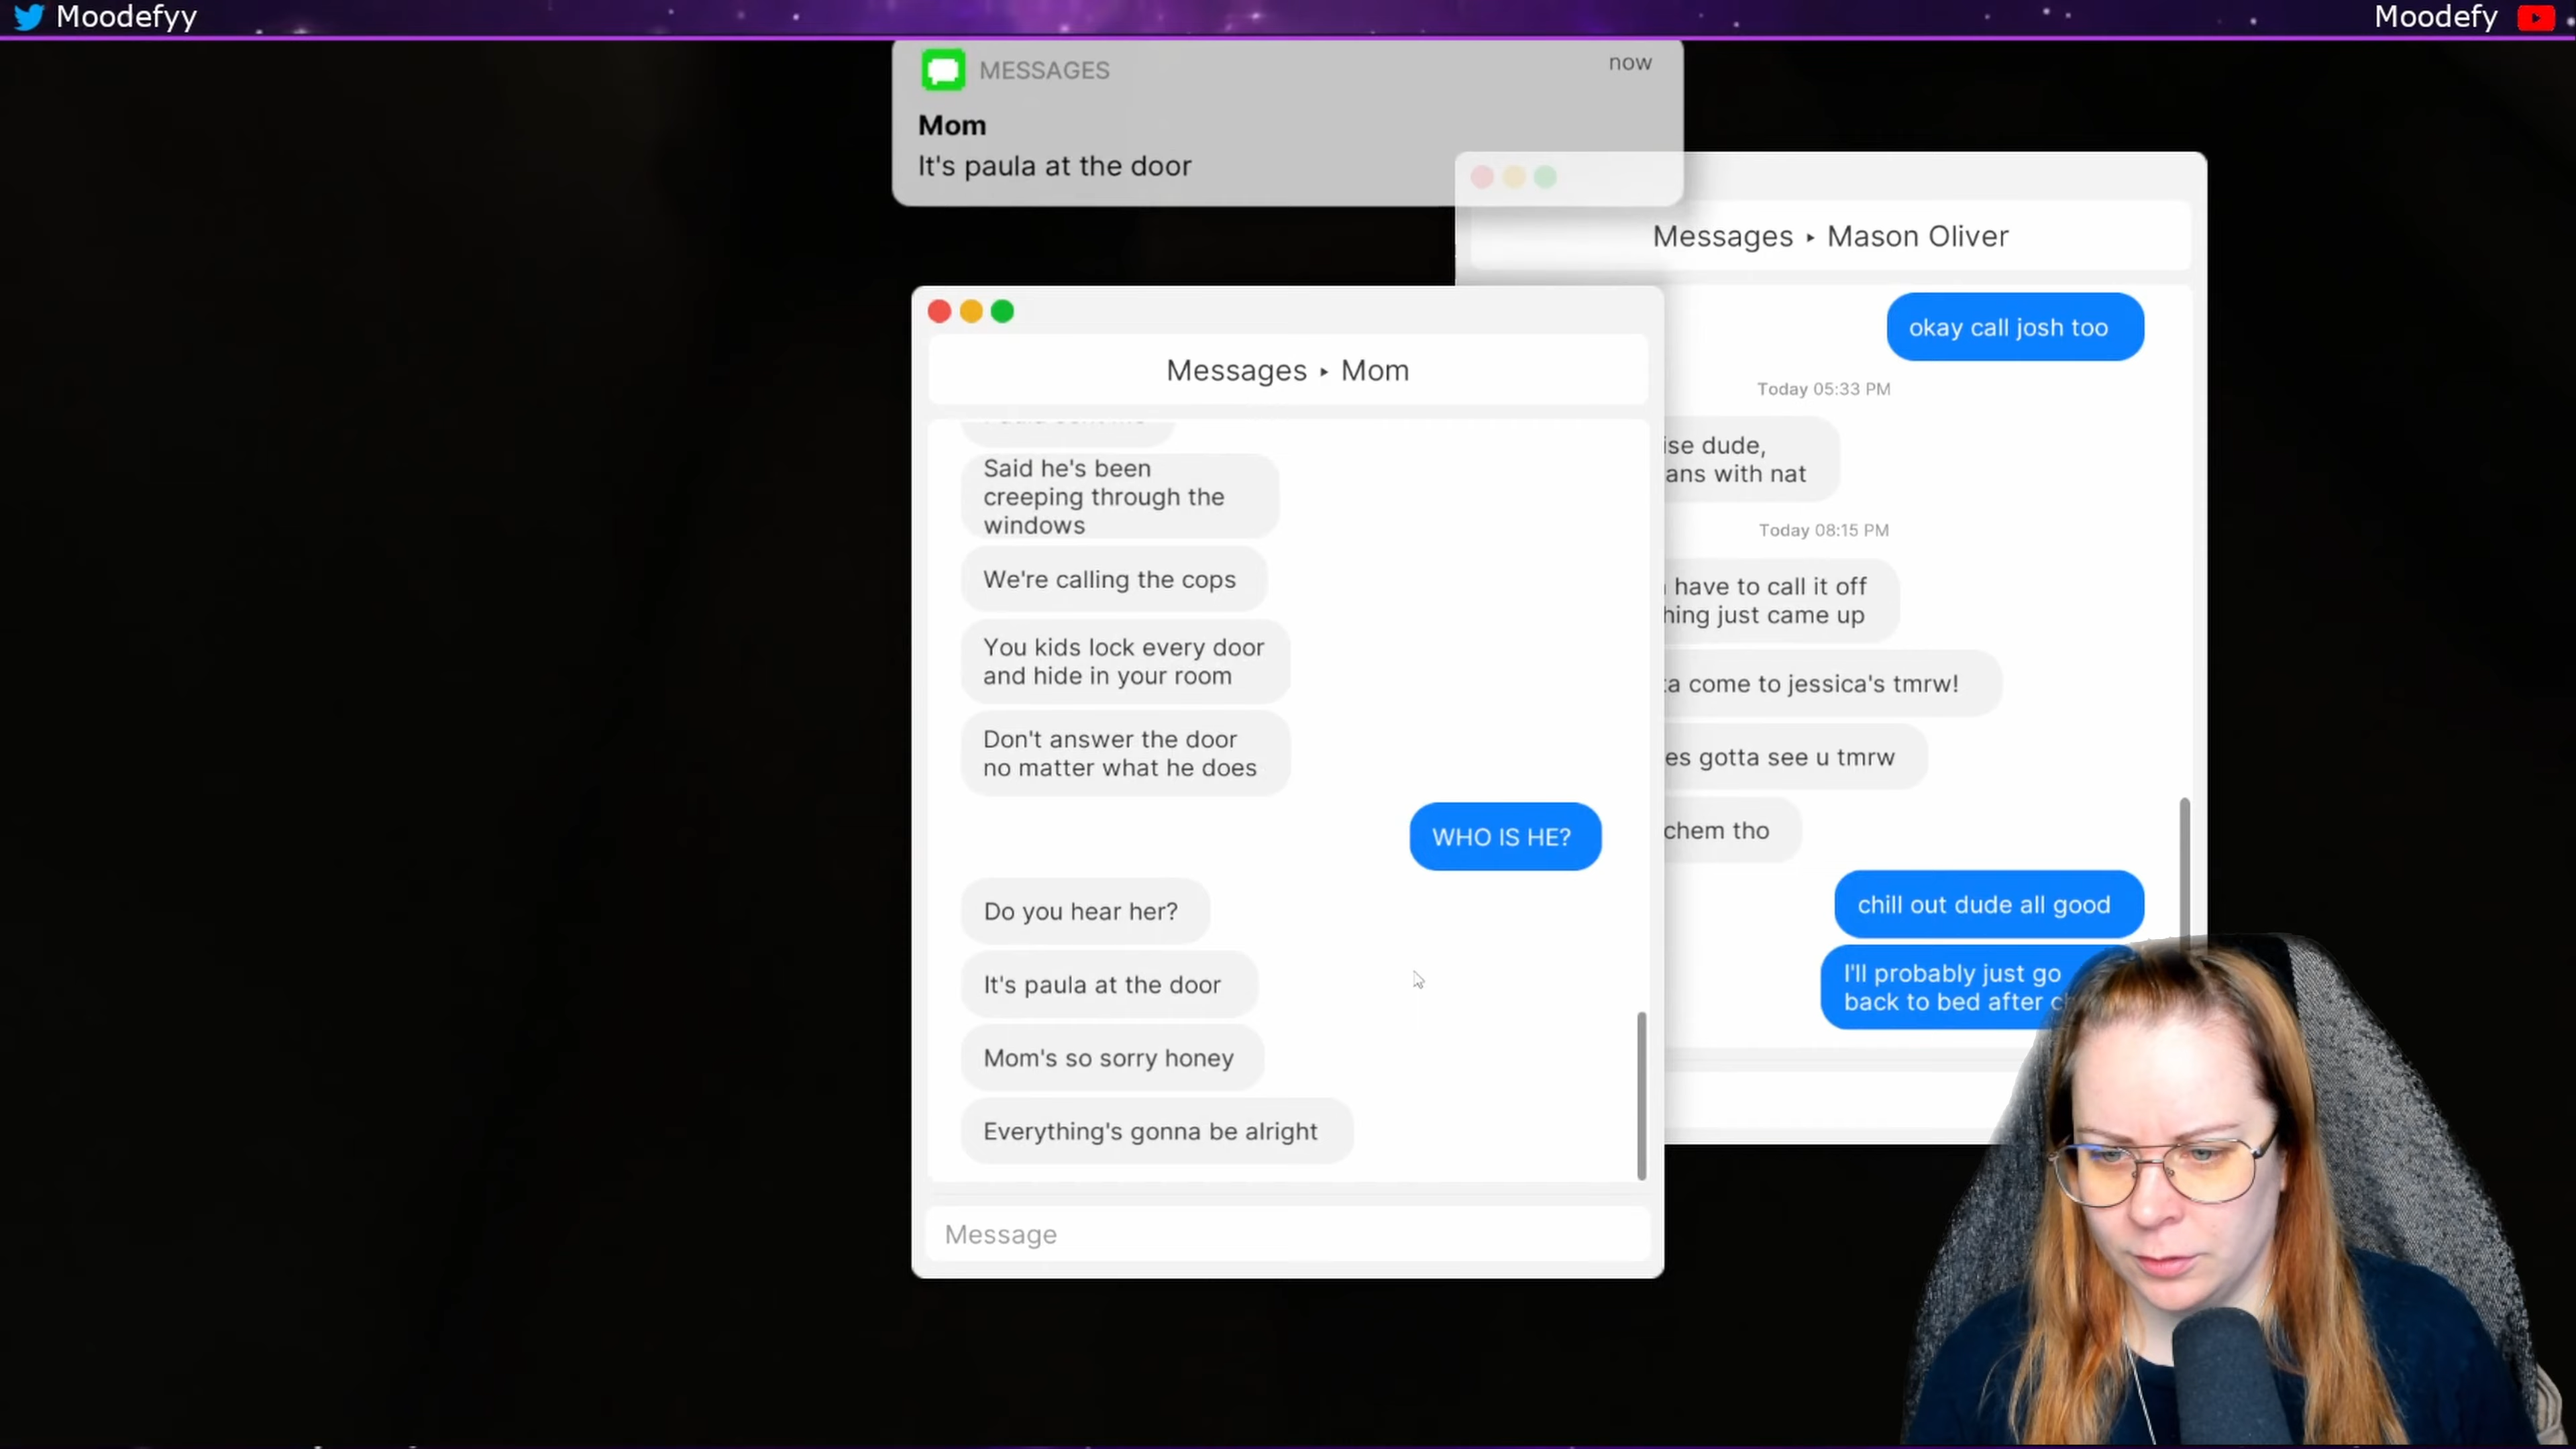 Moodefyy
Moodefy
MESSAGES
now
Mom
It's paula at the door
Messages ▸ Mom
Said he's been
creeping through the
windows
We're calling the cops
You kids lock every door
and hide in your room
Don't answer the door
no matter what he does
WHO IS HE?
Do you hear her?
It's paula at the door
Mom's so sorry honey
Everything's gonna be alright
Message
Messages ▸ Mason Oliver
okay call josh too
Today 05:33 PM
dude,
with nat
Today 08:15 PM
have to call it off
just came up
come to jessica's tmrw!
gotta see u tmrw
chem tho
chill out dude all good
I'll probably just go
back to bed after